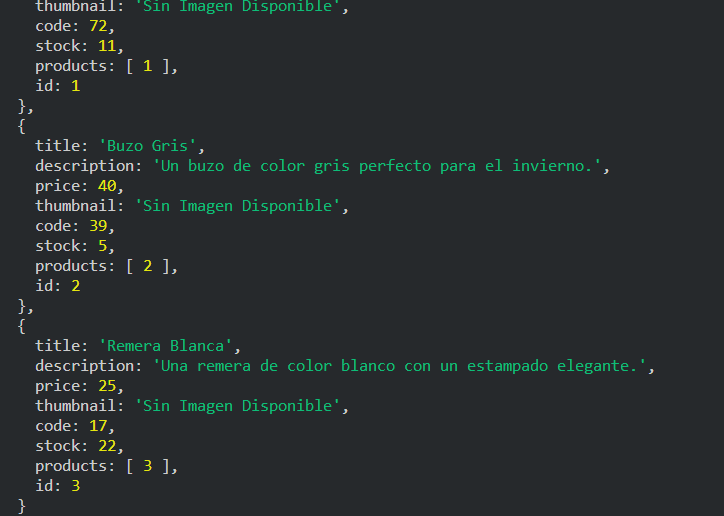 thumbnail: 'Sin Imagen Disponible',
code: 72,
stock: 11,
products: [ 1 ],
id: 1
},
{
title: 'Buzo Gris',
description: 'Un buzo de color gris perfecto para el invierno.',
price: 40,
thumbnail: 'Sin Imagen Disponible',
code: 39,
stock: 5,
products: [ 2 ],
id: 2
},
{
title: 'Remera Blanca',
description: 'Una remera de color blanco con un estampado elegante.',
price: 25,
thumbnail: 'Sin Imagen Disponible',
code: 17,
stock: 22,
products: [ 3 ],
id: 3
}